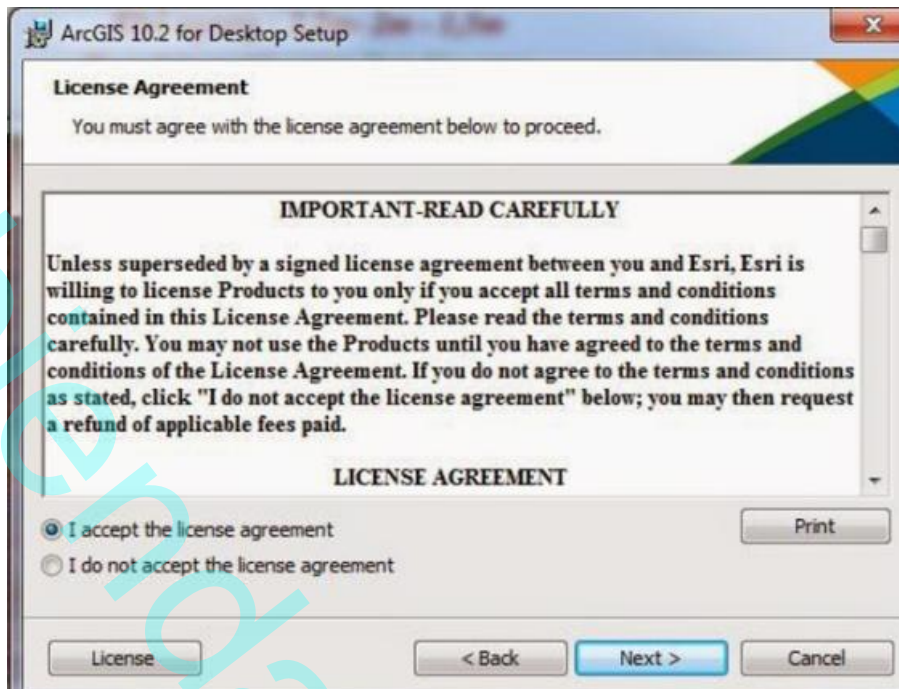 ArcGIS 10.2 for Desktop Setup
License Agreement
You must agree with the license agreement below to proceed.
IMPORTANT-READ CAREFULLY
Unless superseded by a signed license agreement between you and Esri, Esri is
willing to license Products to you only if you accept all terms and conditions
contained in this License Agreement. Please read the terms and conditions
carefully. You may not use the Products until you have agreed to the terms and
conditions of the License Agreement. If you do not agree to the terms and conditions
as stated, click "I do not accept the license agreement" below; you may then request
a refund of applicable fees paid.
LICENSE AGREEMENT
I accept the license agreement
Print
I do not accept the license agreement
License
< Back
Next >
Cancel